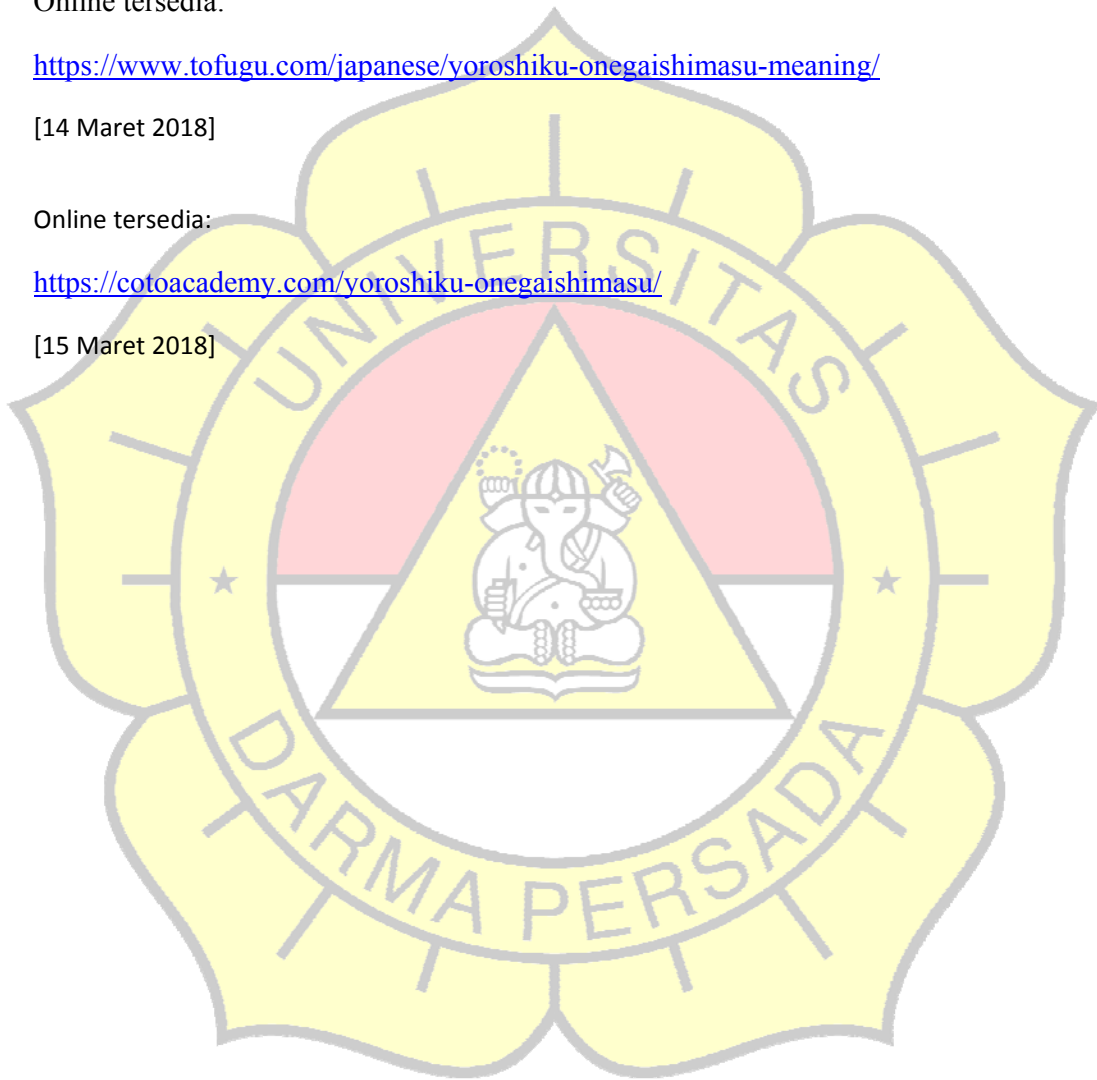 Online tersedia:
https://www.tofugu.com/japanese/yoroshiku-onegaishimasu-meaning/
[14 Maret 2018]
Online tersedia:
https://cotoacademy.com/yoroshiku-onegaishimasu/
[15 Maret 2018]
UNIVERSITAS
DARMA PERSADA